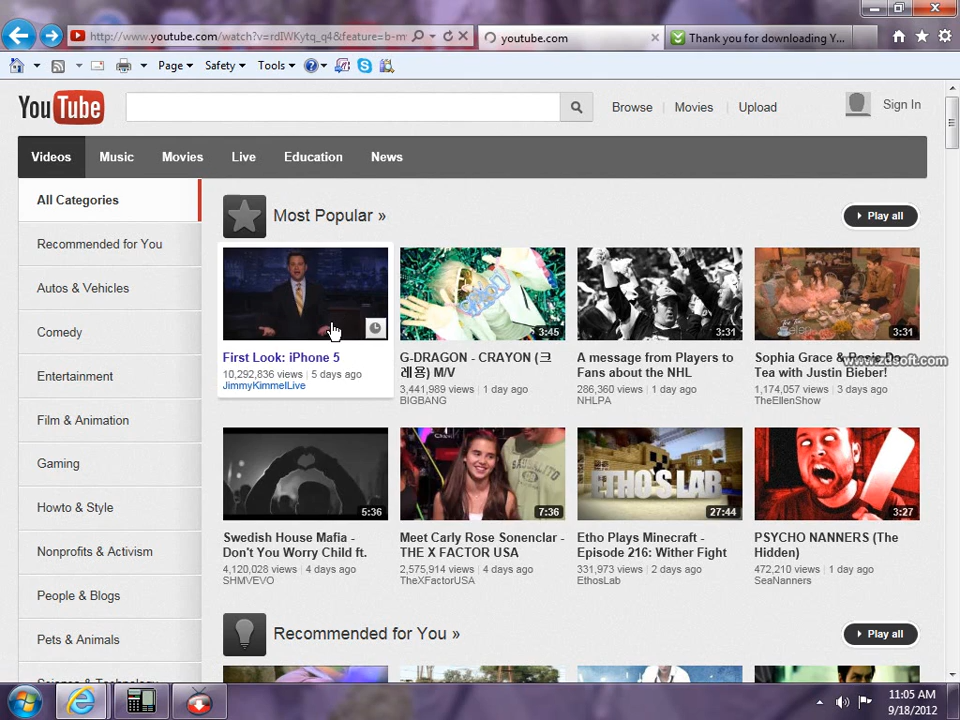 http://www.youtube.com/watch?v=rdIWKytq_q4&feature=b-m
youtube.com
Thank you for downloading Y...
Page
Safety
Tools
YouTube
Browse
Movies
Upload
Sign In
Videos
Music
Movies
Live
Education
News
All Categories
Recommended for You
Autos & Vehicles
Comedy
Entertainment
Film & Animation
Gaming
Howto & Style
Nonprofits & Activism
People & Blogs
Pets & Animals
Science & Technology
Most Popular »
Play all
First Look: iPhone 5
10,292,836 views | 5 days ago
JimmyKimmelLive
3:45
G-DRAGON - CRAYON (크
레용) M/V
3,441,989 views | 1 day ago
BIGBANG
3:31
A message from Players to
Fans about the NHL
286,360 views | 1 day ago
NHLPA
3:31
Sophia Grace & Rosie Do
Tea with Justin Bieber!
1,174,057 views | 3 days ago
TheEllenShow
www.zdsoft.com
5:36
Swedish House Mafia -
Don't You Worry Child ft.
4,120,028 views | 4 days ago
SHMVEVO
7:36
Meet Carly Rose Sonenclar -
THE X FACTOR USA
2,575,914 views | 4 days ago
TheXFactorUSA
ETHO'S LAB
27:44
Etho Plays Minecraft -
Episode 216: Wither Fight
331,973 views | 2 days ago
EthosLab
3:27
PSYCHO NANNERS (The
Hidden)
472,210 views | 1 day ago
SeaNanners
Recommended for You »
Play all
11:05 AM
9/18/2012